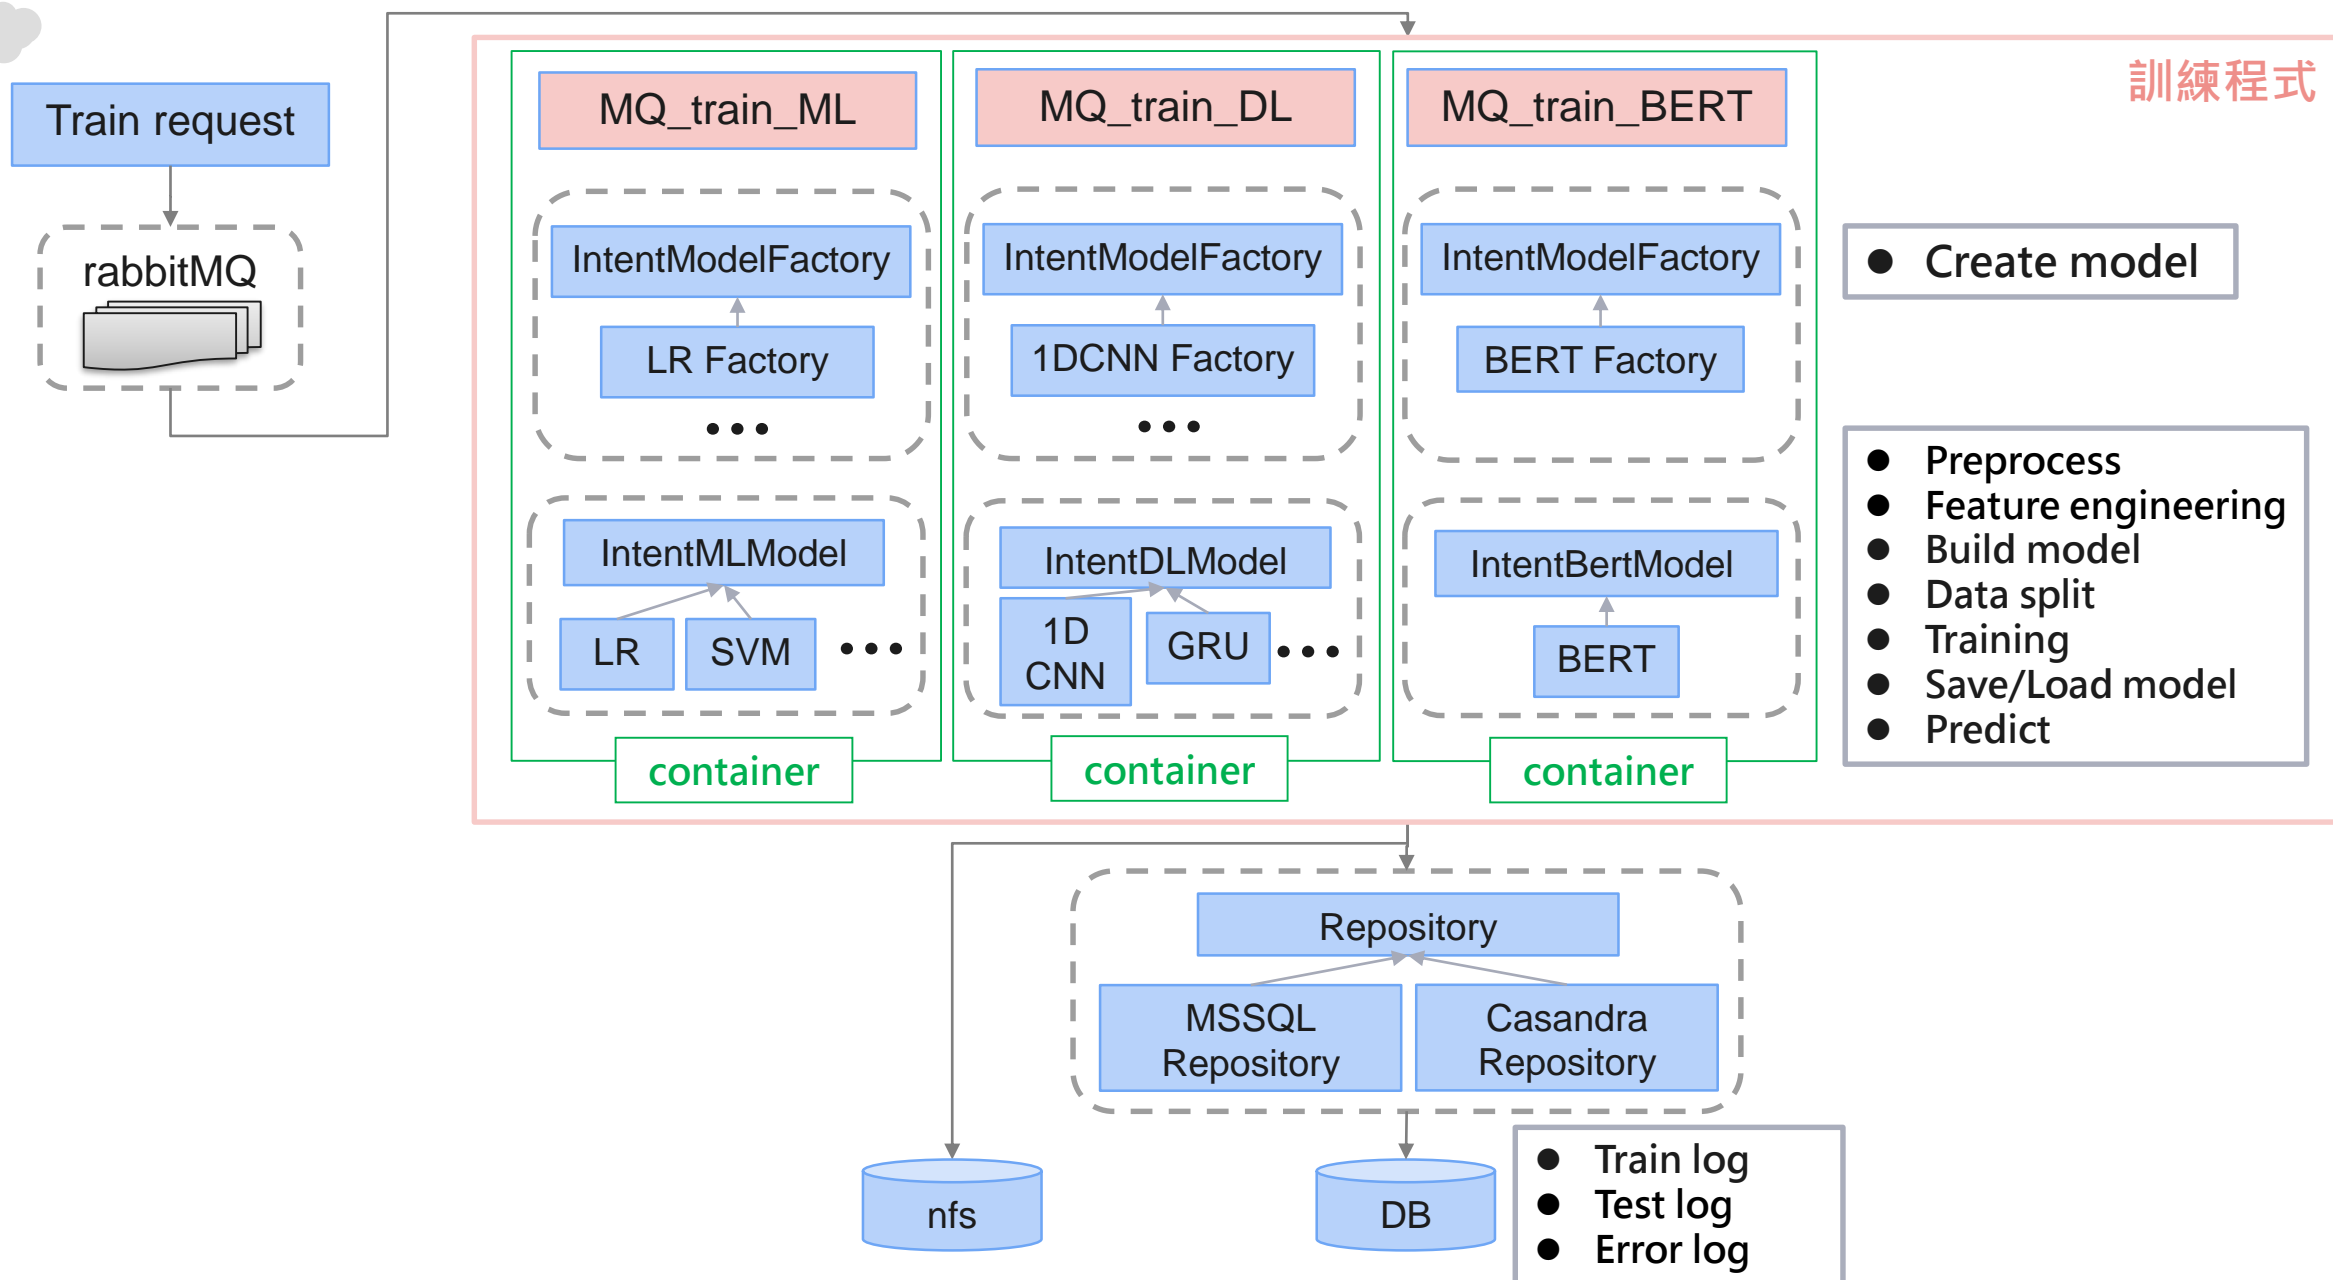 訓練程式
Train request
rabbitMQ
MQ_train_ML
IntentModelFactory
LR Factory
•••
IntentMLModel
LR
SVM
•••
container
MQ_train_DL
IntentModelFactory
1DCNN Factory
•••
IntentDLModel
1D
CNN
GRU
•••
container
MQ_train_BERT
IntentModelFactory
BERT Factory
IntentBertModel
BERT
container
● Create model
● Preprocess
● Feature engineering
● Build model
● Data split
● Training
● Save/Load model
● Predict
Repository
MSSQL
Repository
Casandra
Repository
nfs
DB
● Train log
● Test log
● Error log